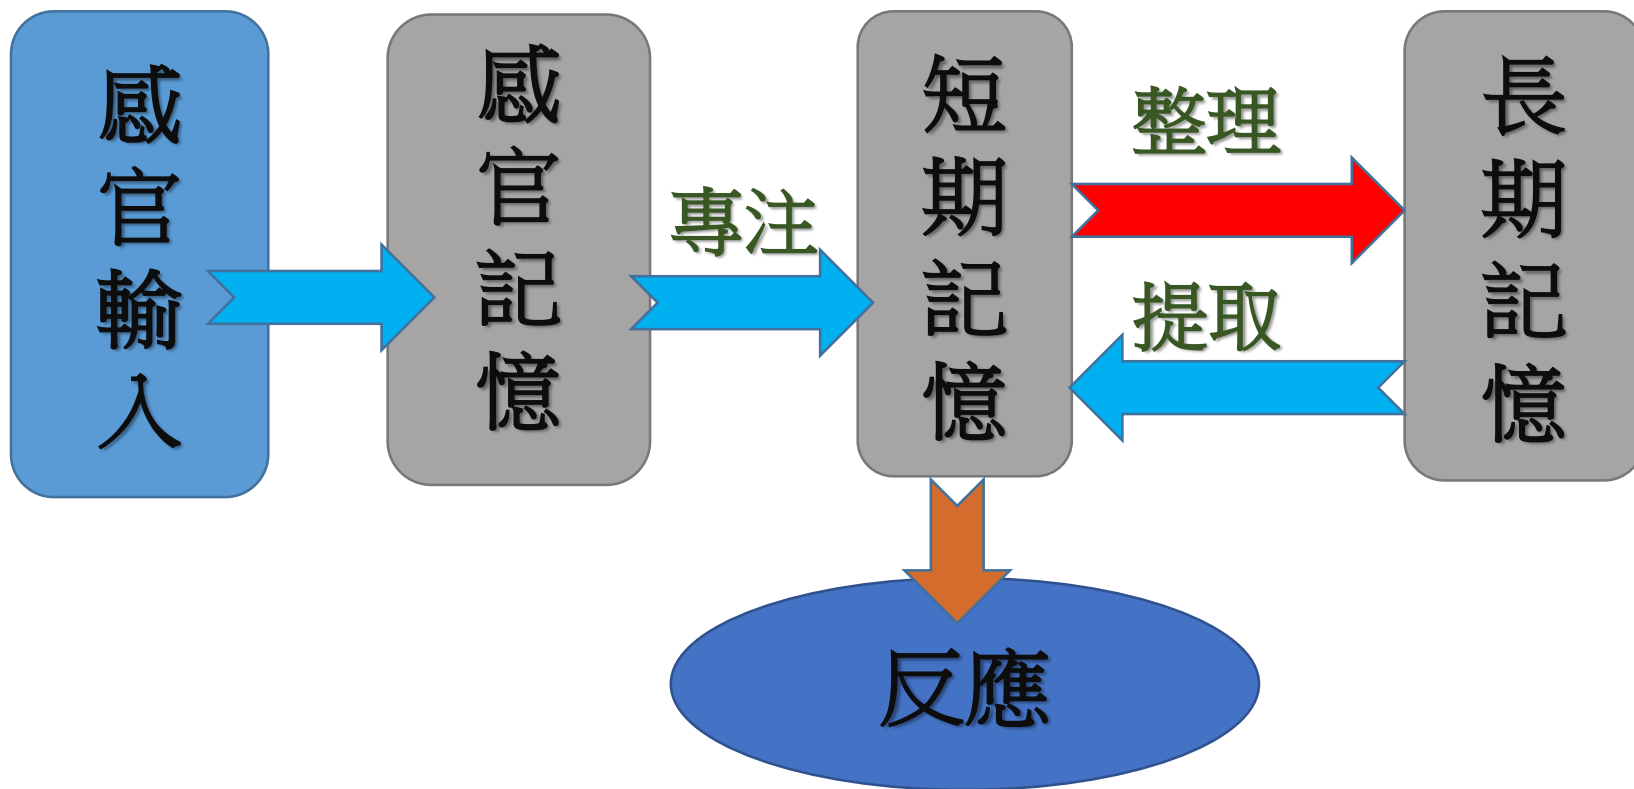 感官輸入
感官記憶
專注
短期記憶
整理
提取
長期記憶
反應